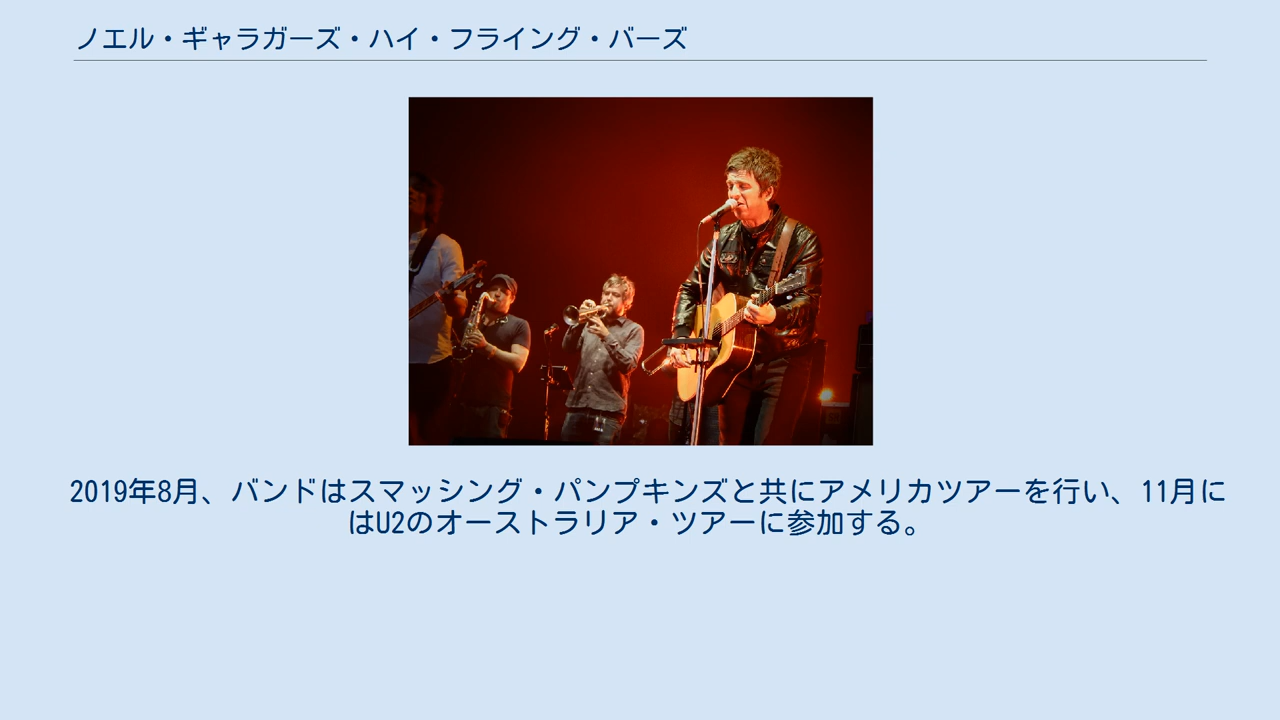 ノエル・ギャラガーズ・ハイ・フライング・バーズ
2019年8月、バンドはスマッシング・パンプキンズと共にアメリカツアーを行い、11月に
はU2のオーストラリア・ツアーに参加する。